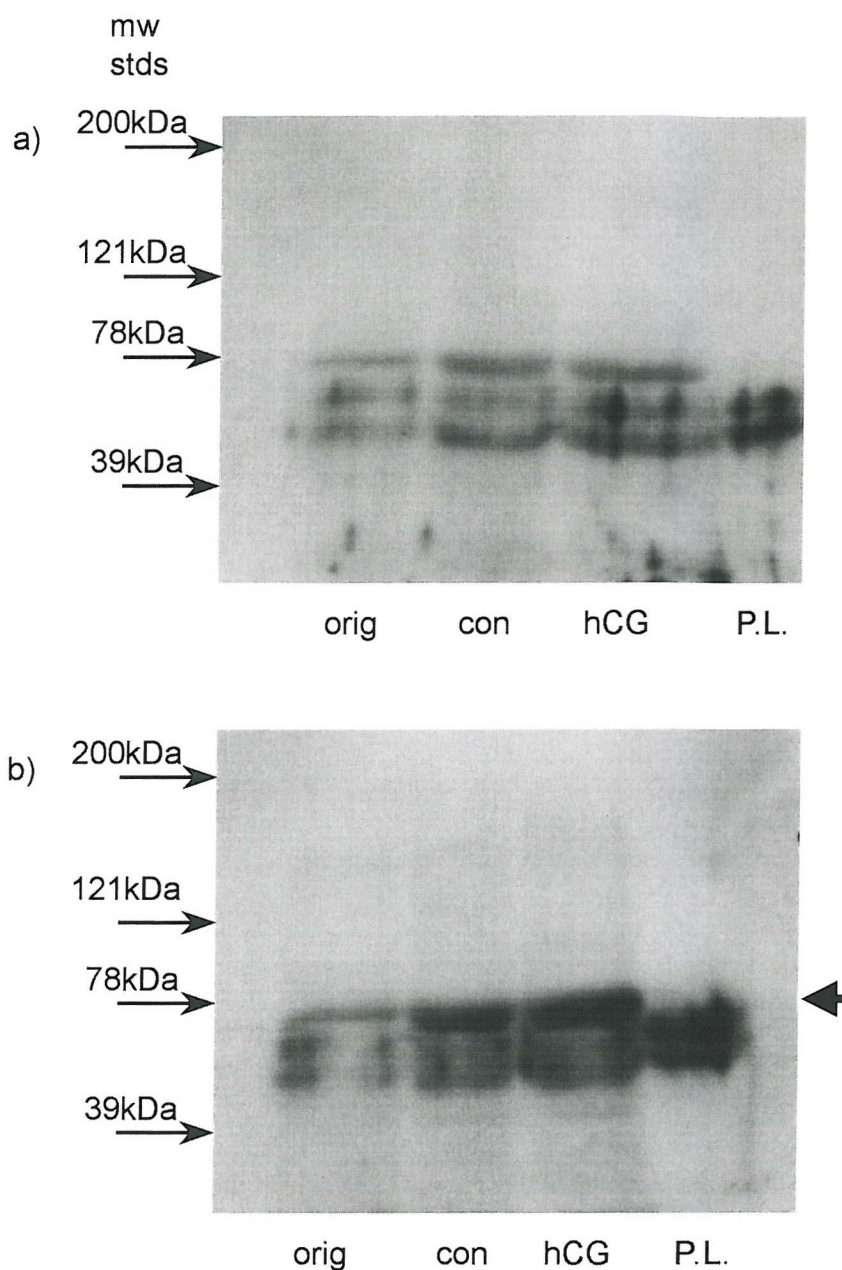 mw
stds
a)
200kDa
121kDa
78kDa
39kDa
orig con hCG P.L.
b)
200kDa
121kDa
78kDa
39kDa
orig con hCG P.L.